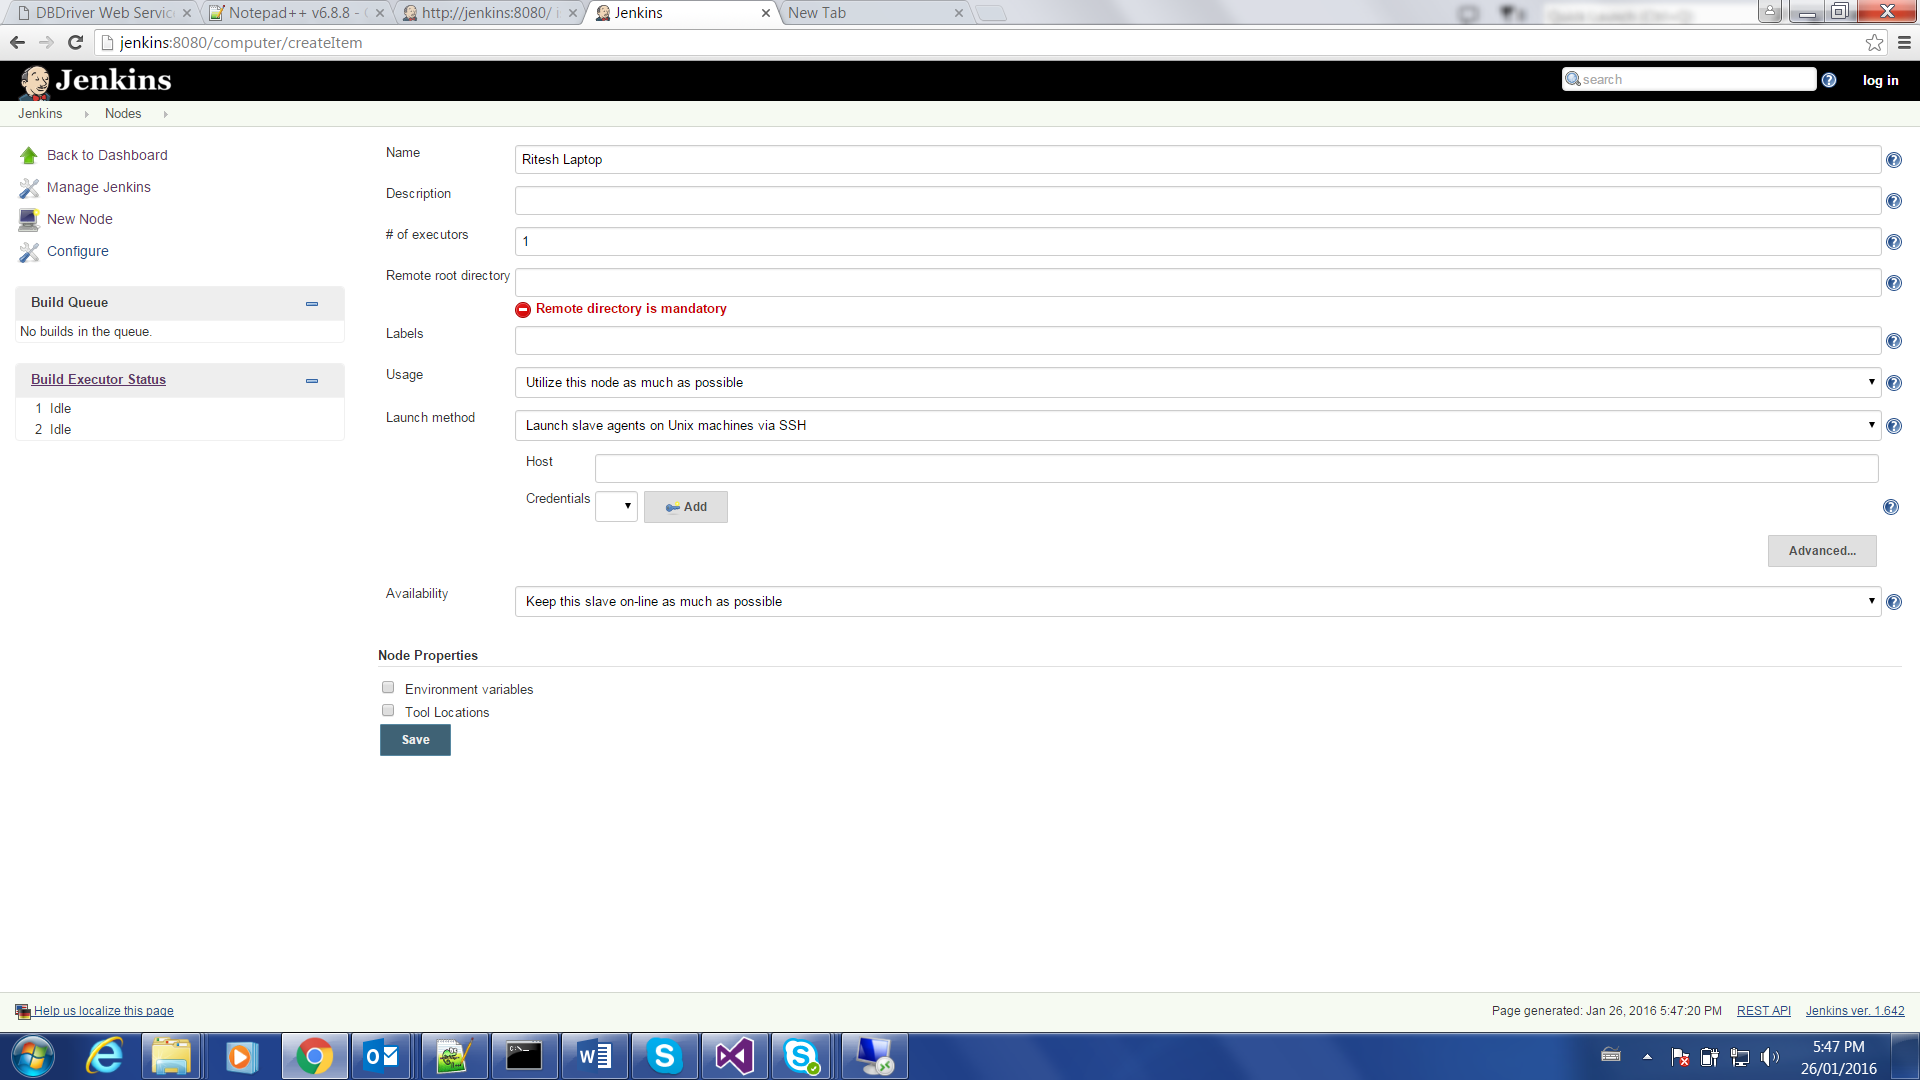 DBDriver Web Servic
Notepad++ v6.8.8 -
http://jenkins:8080/
Jenkins
New Tab
jenkins:8080/computer/createItem
Jenkins
search
log in
Jenkins
Nodes
Back to Dashboard
Manage Jenkins
New Node
Configure
Build Queue
No builds in the queue.
Build Executor Status
1 Idle
2 Idle
Name
Ritesh Laptop
Description
# of executors
1
Remote root directory
Remote directory is mandatory
Labels
Usage
Utilize this node as much as possible
Launch method
Launch slave agents on Unix machines via SSH
Host
Credentials
Add
Advanced...
Availability
Keep this slave on-line as much as possible
Node Properties
Environment variables
Tool Locations
Save
Help us localize this page
Page generated: Jan 26, 2016 5:47:20 PM
REST API
Jenkins ver. 1.642
5:47 PM
26/01/2016